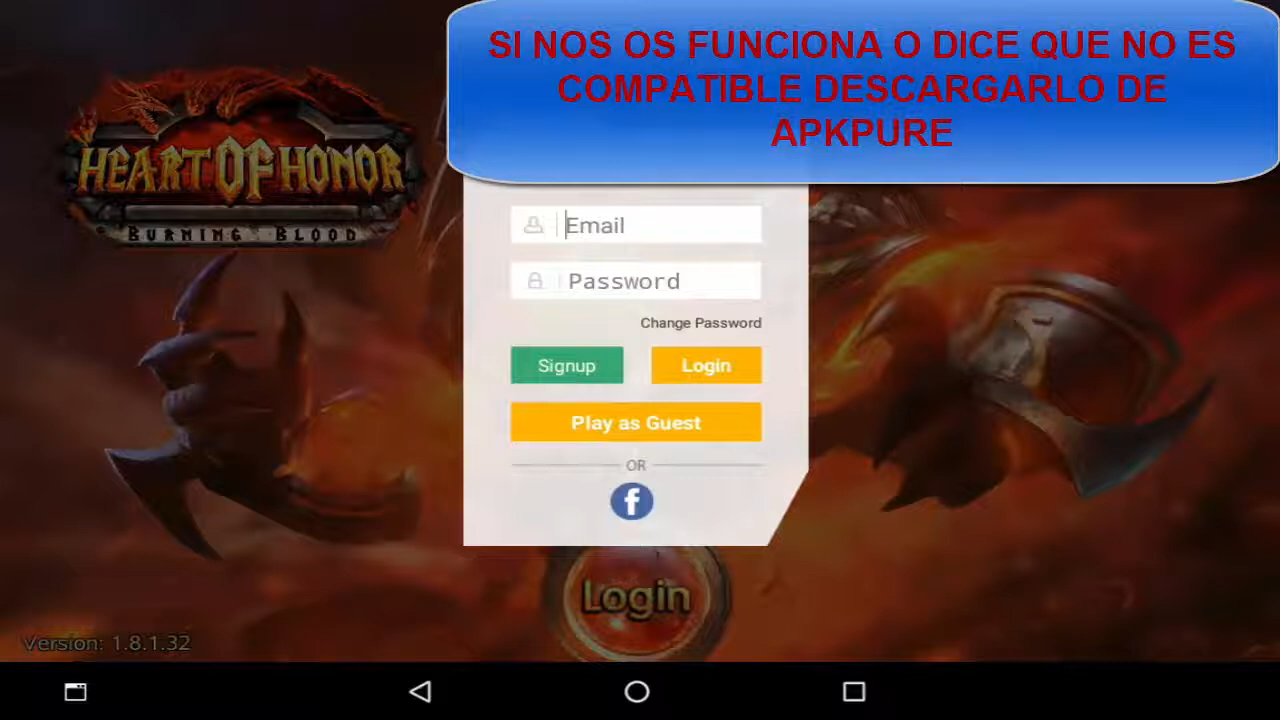 SI NOS OS FUNCIONA O DICE QUE NO ES
COMPATIBLE DESCARGARLO DE
APKPURE
HEART OF HONOR
BURNING BLOOD
Email
Password
Change Password
Signup
Login
Play as Guest
OR
f
Login
Version: 1.8.1.32